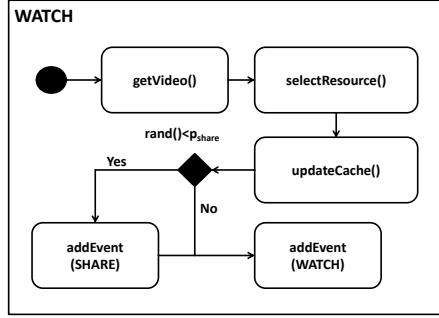 WATCH
getVideo()
selectResource()
rand()<pshare
updateCache()
Yes
No
addEvent
(SHARE)
addEvent
(WATCH)